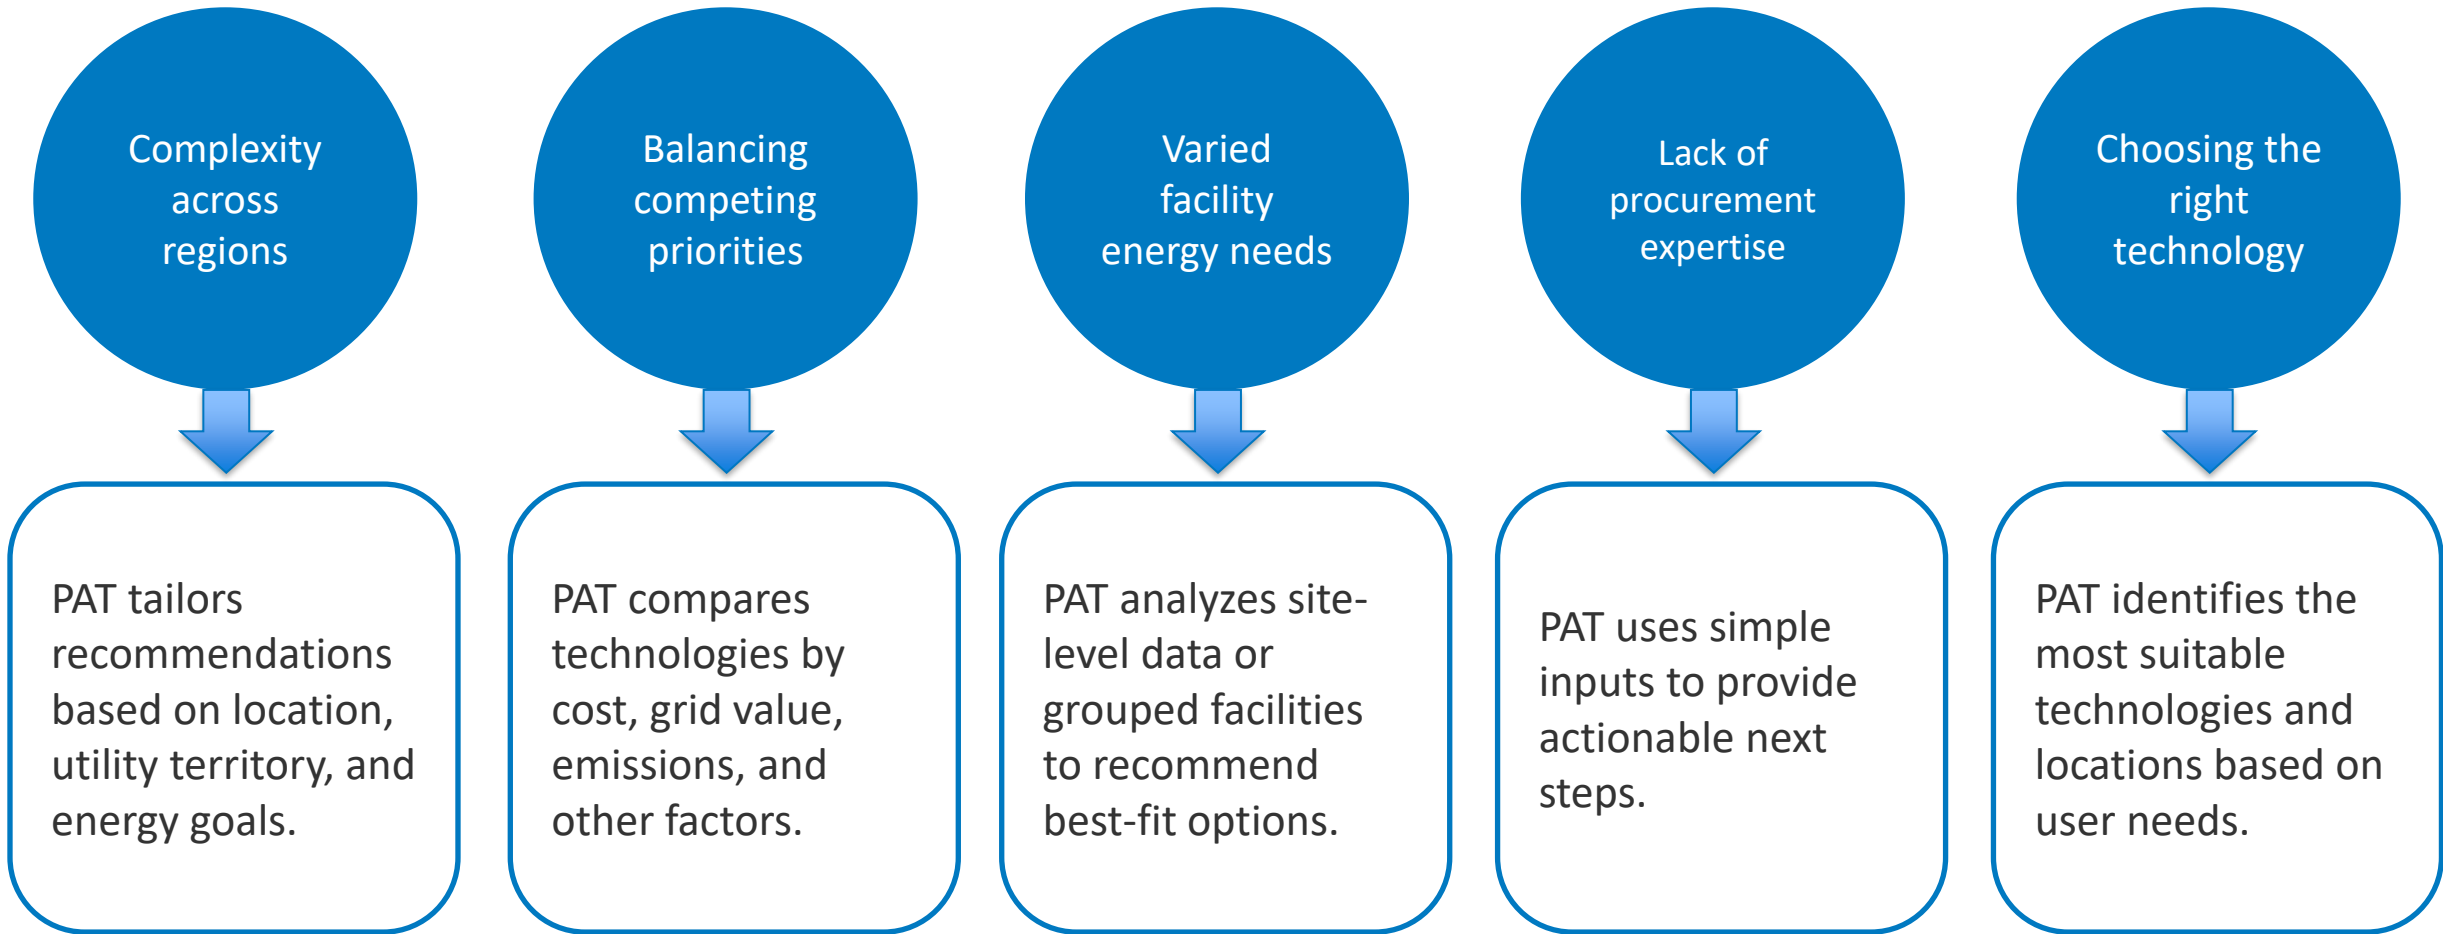 Complexity
across
regions
Balancing
competing
priorities
Varied
facility
energy needs
Lack of
procurement
expertise
Choosing the
right
technology
PAT tailors
recommendations
based on location,
utility territory, and
energy goals.
PAT compares
technologies by
cost, grid value,
emissions, and
other factors.
PAT analyzes site-
level data or
grouped facilities
to recommend
best-fit options.
PAT uses simple
inputs to provide
actionable next
steps.
PAT identifies the
most suitable
technologies and
locations based on
user needs.